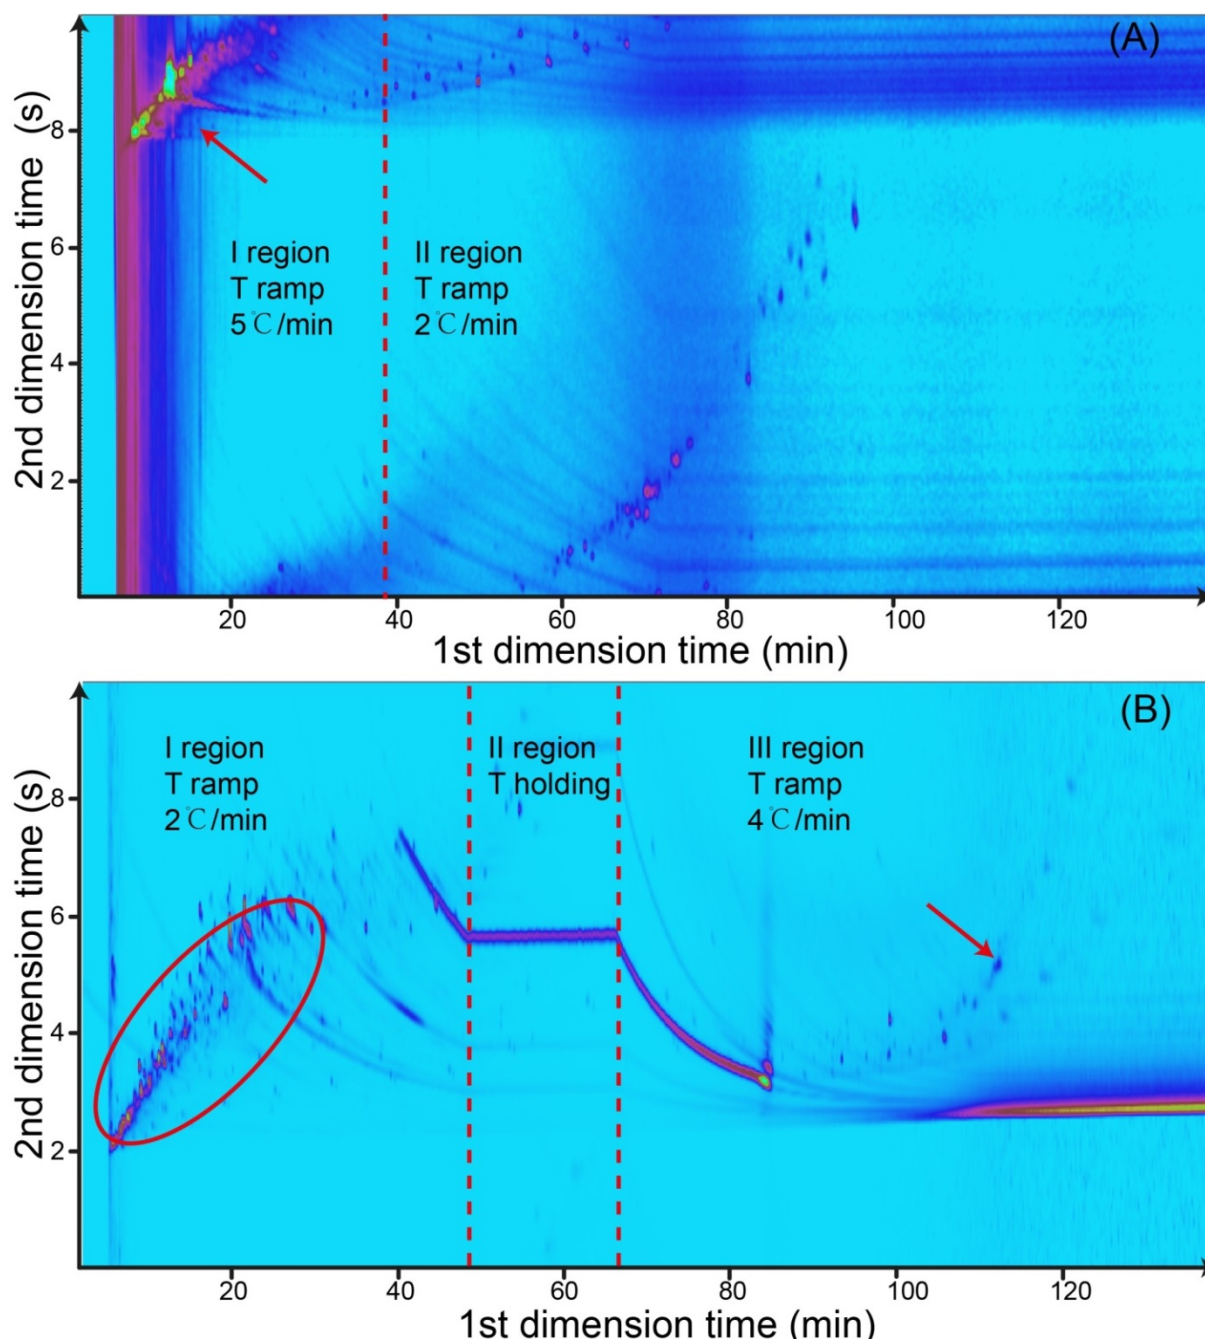 (A)
2nd dimension time (s)
8
6
4
2
I region
T ramp
5℃/min
II region
T ramp
2℃/min
20
40
60
80
100
120
1st dimension time (min)
(B)
2nd dimension time (s)
8
6
4
2
I region
T ramp
2℃/min
II region
T holding
III region
T ramp
4℃/min
20
40
60
80
100
120
1st dimension time (min)